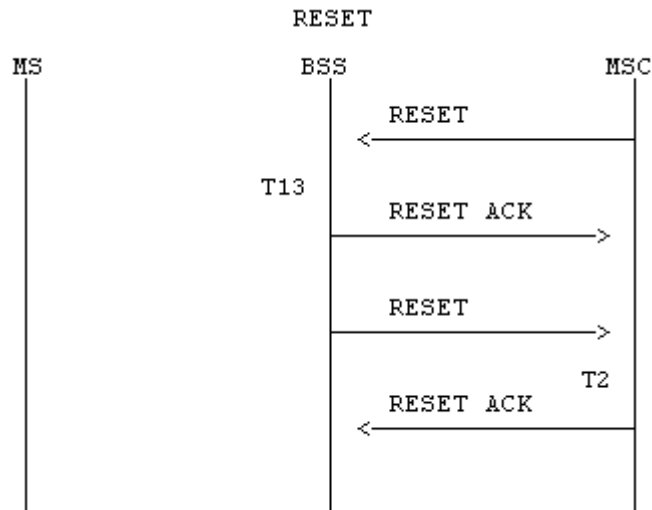 RESET
MS BSS MSC
RESET
T13
RESET ACK
RESET
T2
RESET ACK